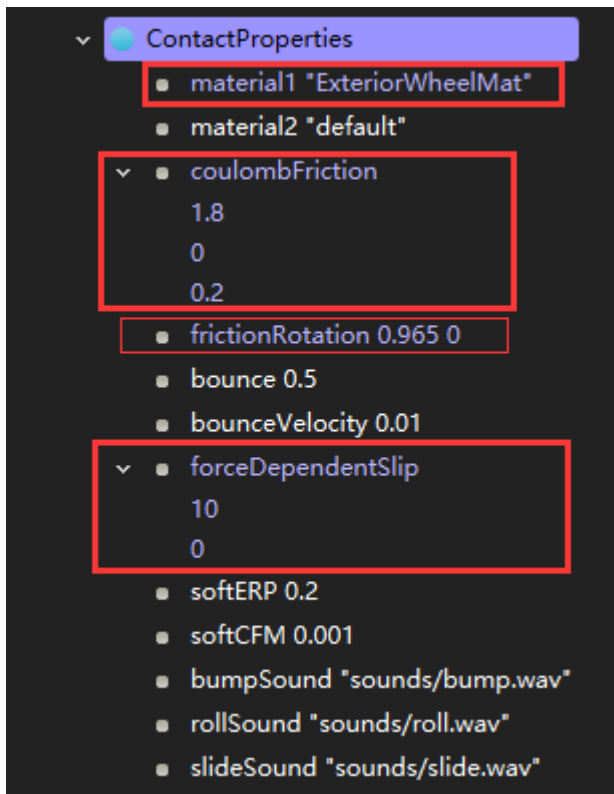 ContactProperties
material1 "ExteriorWheelMat"
material2 "default"
coulombFriction
1.8
0
0.2
frictionRotation 0.965 0
bounce 0.5
bounceVelocity 0.01
forceDependentSlip
10
0
softERP 0.2
softCFM 0.001
bumpSound "sounds/bump.wav"
rollSound "sounds/roll.wav"
slideSound "sounds/slide.wav"